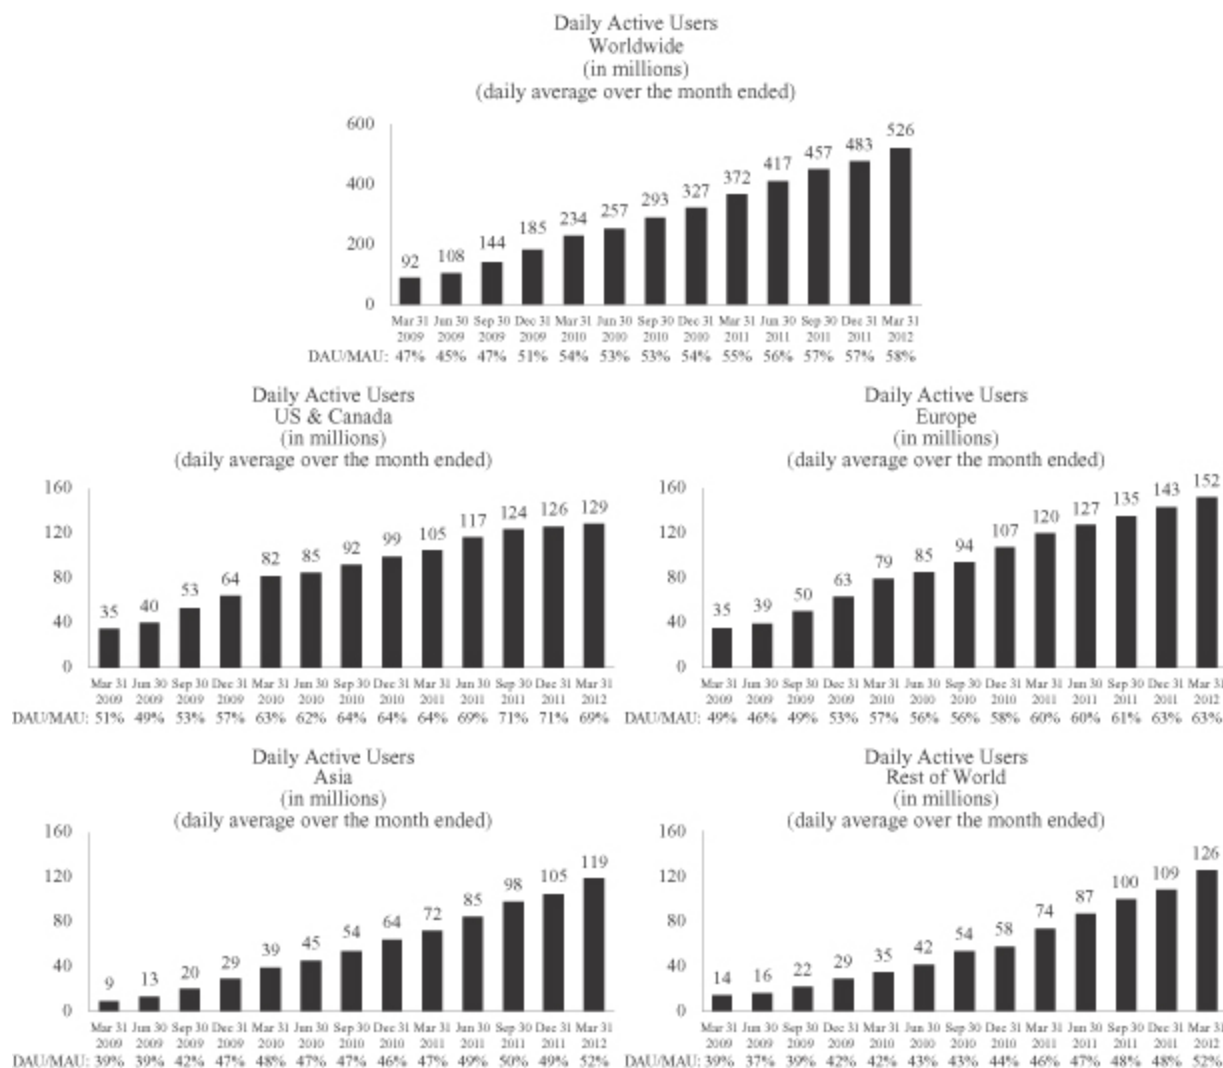 Daily Active Users
Worldwide
(in millions)
(daily average over the month ended)
600
400
200
0
92 108 144 185 234 257 293 327 372 417 457 483 526
Mar 31 Jun 30 Sep 30 Dec 31 Mar 31 Jun 30 Sep 30 Dec 31 Mar 31 Jun 30 Sep 30 Dec 31 Mar 31
2009 2009 2009 2009 2010 2010 2010 2010 2011 2011 2011 2011 2012
DAU/MAU: 47% 45% 47% 51% 54% 53% 53% 54% 55% 56% 57% 57% 58%
Daily Active Users
US & Canada
(in millions)
(daily average over the month ended)
160
120
80
40
0
35 40 53 64 82 85 92 99 105 117 124 126 129
Mar 31 Jun 30 Sep 30 Dec 31 Mar 31 Jun 30 Sep 30 Dec 31 Mar 31 Jun 30 Sep 30 Dec 31 Mar 31
2009 2009 2009 2009 2010 2010 2010 2010 2011 2011 2011 2011 2012
DAU/MAU: 51% 49% 53% 57% 63% 62% 64% 64% 64% 69% 71% 71% 69%
Daily Active Users
Europe
(in millions)
(daily average over the month ended)
160
120
80
40
0
35 39 50 63 79 85 94 107 120 127 135 143 152
Mar 31 Jun 30 Sep 30 Dec 31 Mar 31 Jun 30 Sep 30 Dec 31 Mar 31 Jun 30 Sep 30 Dec 31 Mar 31
2009 2009 2009 2009 2010 2010 2010 2010 2011 2011 2011 2011 2012
DAU/MAU: 49% 46% 49% 53% 57% 56% 56% 58% 60% 60% 61% 63% 63%
Daily Active Users
Asia
(in millions)
(daily average over the month ended)
160
120
80
40
0
9 13 20 29 39 45 54 64 72 85 98 105 119
Mar 31 Jun 30 Sep 30 Dec 31 Mar 31 Jun 30 Sep 30 Dec 31 Mar 31 Jun 30 Sep 30 Dec 31 Mar 31
2009 2009 2009 2009 2010 2010 2010 2010 2011 2011 2011 2011 2012
DAU/MAU: 39% 39% 42% 47% 48% 47% 47% 46% 47% 49% 50% 49% 52%
Daily Active Users
Rest of World
(in millions)
(daily average over the month ended)
160
120
80
40
0
14 16 22 29 35 42 54 58 74 87 100 109 126
Mar 31 Jun 30 Sep 30 Dec 31 Mar 31 Jun 30 Sep 30 Dec 31 Mar 31 Jun 30 Sep 30 Dec 31 Mar 31
2009 2009 2009 2009 2010 2010 2010 2010 2011 2011 2011 2011 2012
DAU/MAU: 39% 37% 39% 42% 42% 43% 43% 44% 46% 47% 48% 48% 52%